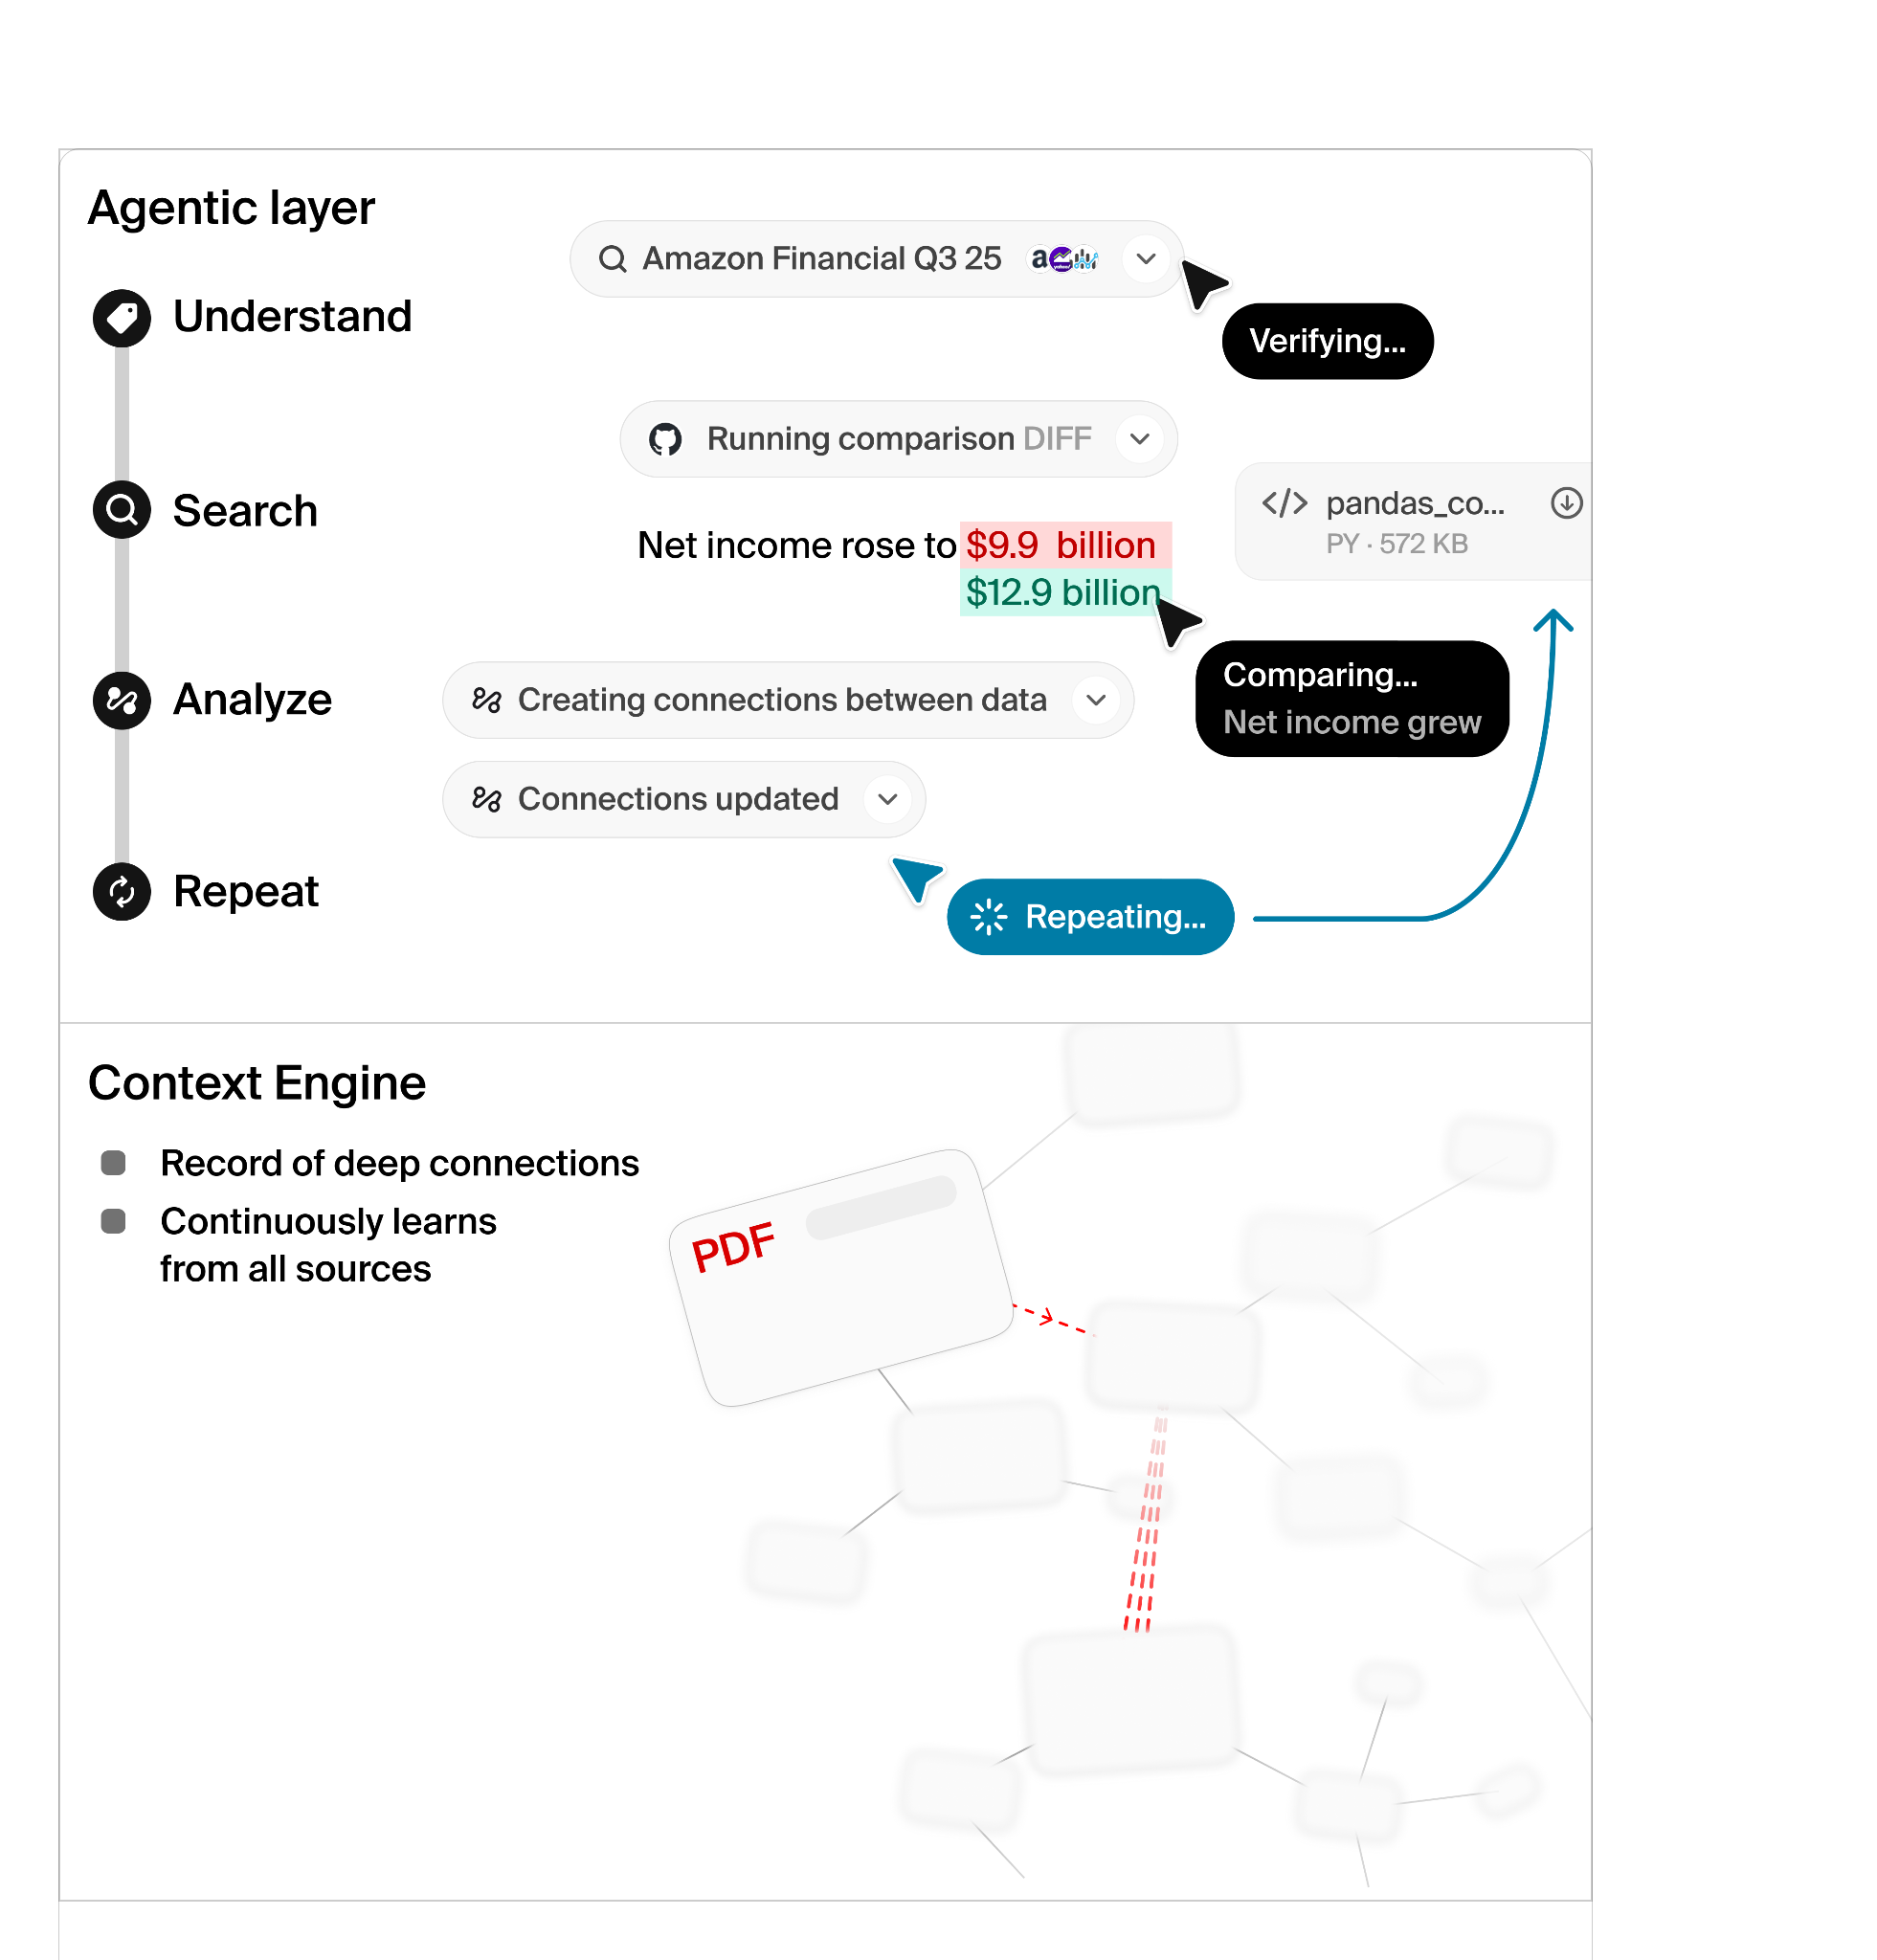 Agentic layer
Amazon Financial Q3 25
Understand
Verifying...
Running comparison DIFF
Search
pandas_co...
PY · 572 KB
Net income rose to $9.9 billion
$12.9 billion
Comparing...
Net income grew
Analyze
Creating connections between data
Connections updated
Repeat
Repeating...
Context Engine
Record of deep connections
Continuously learns
from all sources
PDF